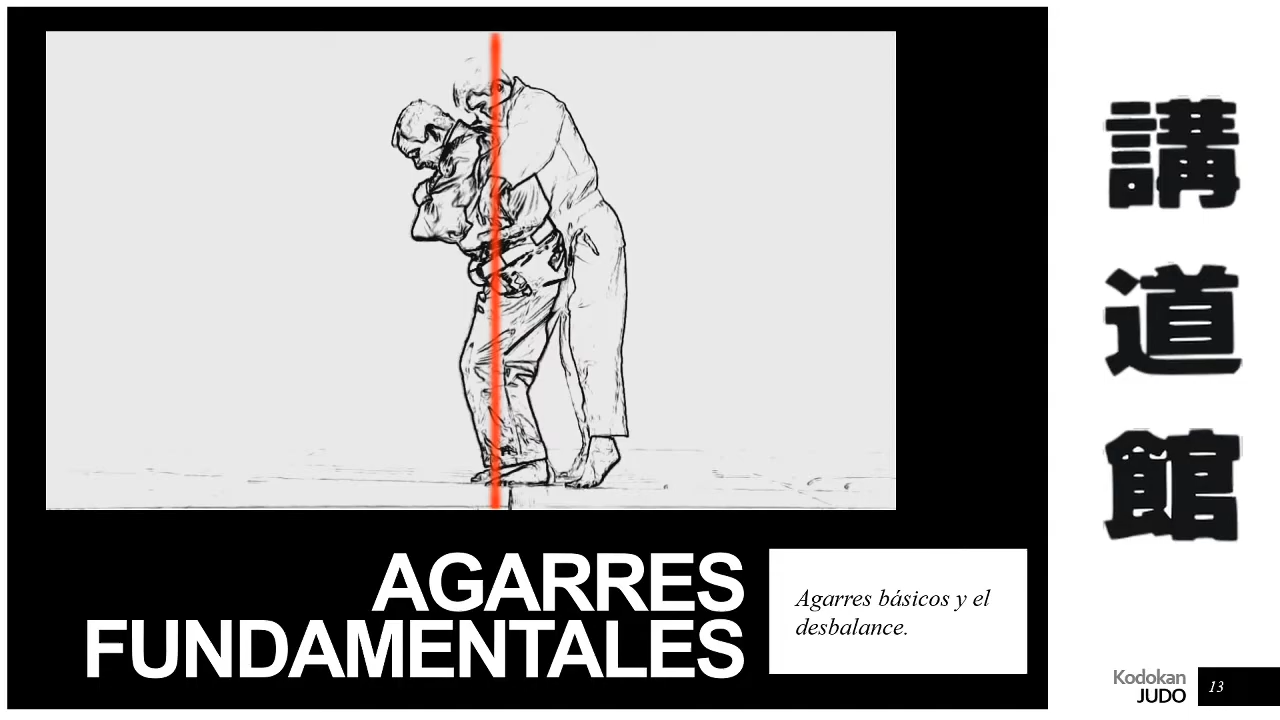 AGARRES
FUNDAMENTALES
Agarres básicos y el
desbalance.
講
道
館
Kodokan
JUDO
13